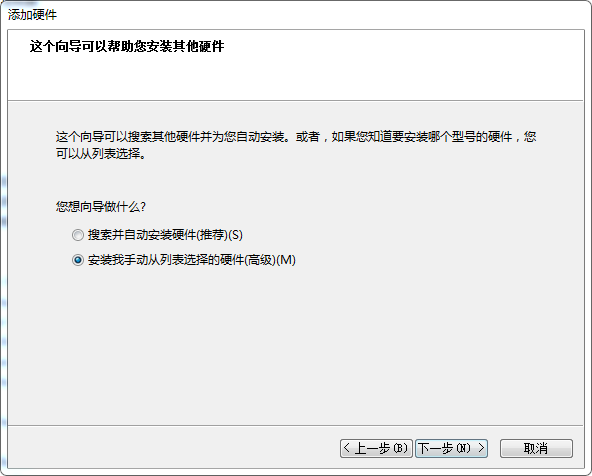 添加硬件
这个向导可以帮助您安装其他硬件
这个向导可以搜索其他硬件并为您自动安装。或者，如果您知道要安装哪个型号的硬件，您
可以从列表选择。
您想向导做什么?
搜索并自动安装硬件(推荐)(S)
安装我手动从列表选择的硬件(高级)(M)
< 上一步(B) 下一步(N) > 取消